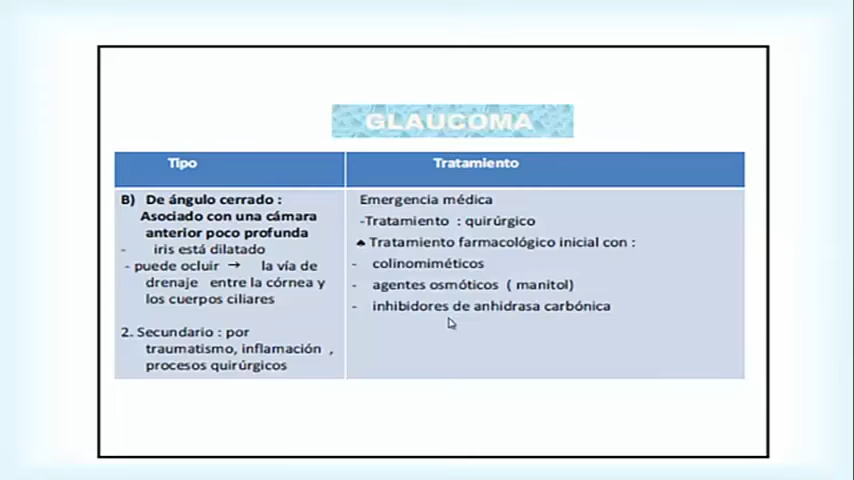 GLAUCOMA
Tipo
Tratamiento
B) De ángulo cerrado :
Asociado con una cámara
anterior poco profunda
- iris está dilatado
- puede ocluir → la vía de
drenaje entre la córnea y
los cuerpos ciliares
2. Secundario : por
traumatismo, inflamación ,
procesos quirúrgicos
Emergencia médica
-Tratamiento : quirúrgico
♠ Tratamiento farmacológico inicial con :
- colinomiméticos
- agentes osmóticos ( manitol)
- inhibidores de anhidrasa carbónica